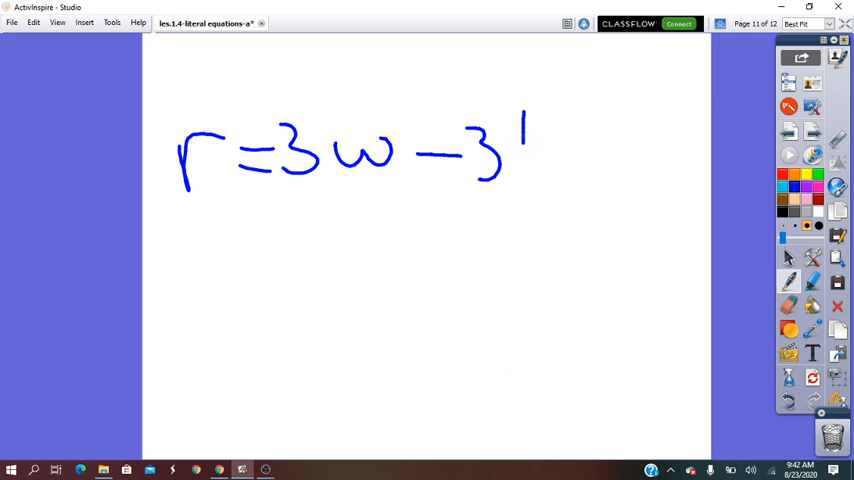 ActivInspire - Studio
File Edit View Insert Tools Help
les.1.4-literal equations-a*
CLASSFLOW Connect
Page 11 of 12
Best Fit
r = 3 w - 3
T
9:42 AM
8/23/2020